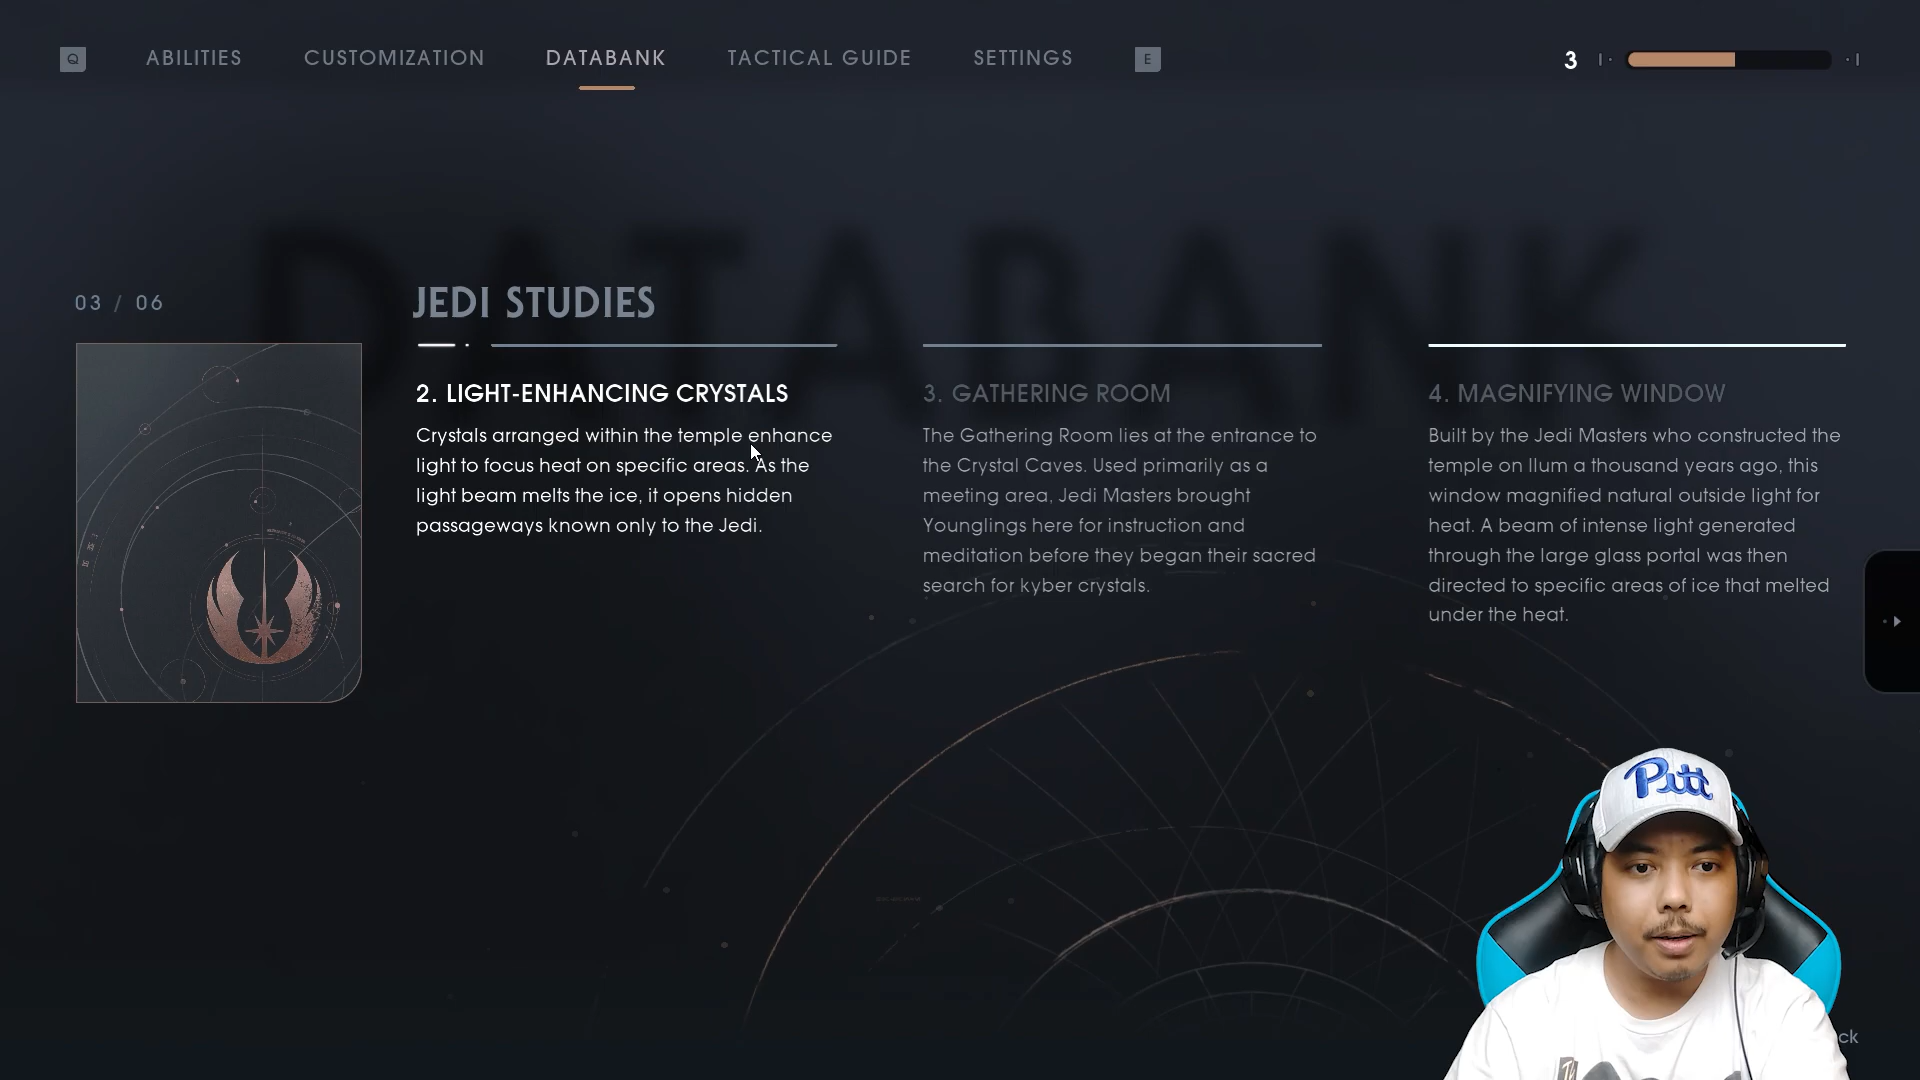 Q ABILITIES CUSTOMIZATION DATABANK TACTICAL GUIDE SETTINGS E 3
DATABANK
03 / 06
JEDI STUDIES
2. LIGHT-ENHANCING CRYSTALS
Crystals arranged within the temple enhance
light to focus heat on specific areas. As the
light beam melts the ice, it opens hidden
passageways known only to the Jedi.
3. GATHERING ROOM
The Gathering Room lies at the entrance to
the Crystal Caves. Used primarily as a
meeting area, Jedi Masters brought
Younglings here for instruction and
meditation before they began their sacred
search for kyber crystals.
4. MAGNIFYING WINDOW
Built by the Jedi Masters who constructed the
temple on Ilum a thousand years ago, this
window magnified natural outside light for
heat. A beam of intense light generated
through the large glass portal was then
directed to specific areas of ice that melted
under the heat.
Pitt
ck